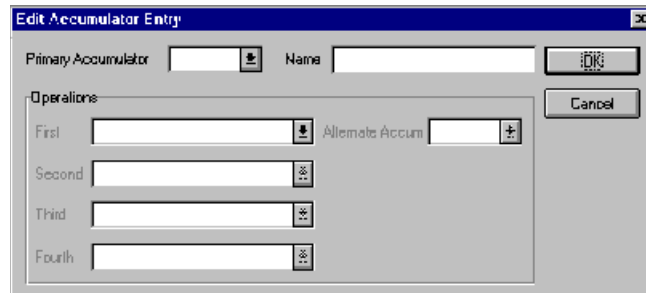 Edit Accumulator Entry
Primary Accumulator Name OK
Operations Cancel
First Alternate Accum
Second
Third
Fourth